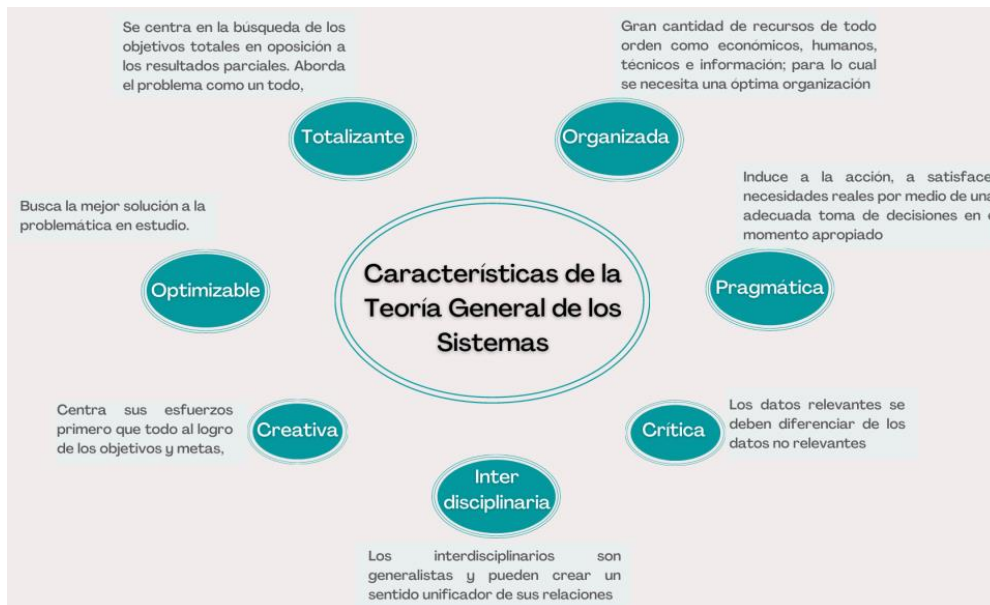 Se centra en la búsqueda de los
objetivos totales en oposición a
los resultados parciales. Aborda
el problema como un todo,
Totalizante
Gran cantidad de recursos de todo
orden como económicos, humanos,
técnicos e información; para lo cual
se necesita una óptima organización
Organizada
Busca la mejor solución a la
problemática en estudio.
Optimizable
Características de la
Teoría General de los
Sistemas
Induce a la acción, a satisface
necesidades reales por medio de una
adecuada toma de decisiones en e
momento apropiado
Pragmática
Centra sus esfuerzos
primero que todo al logro
de los objetivos y metas,
Creativa
Crítica
Los datos relevantes se
deben diferenciar de los
datos no relevantes
Inter
disciplinaria
Los interdisciplinarios son
generalistas y pueden crear un
sentido unificador de sus relaciones